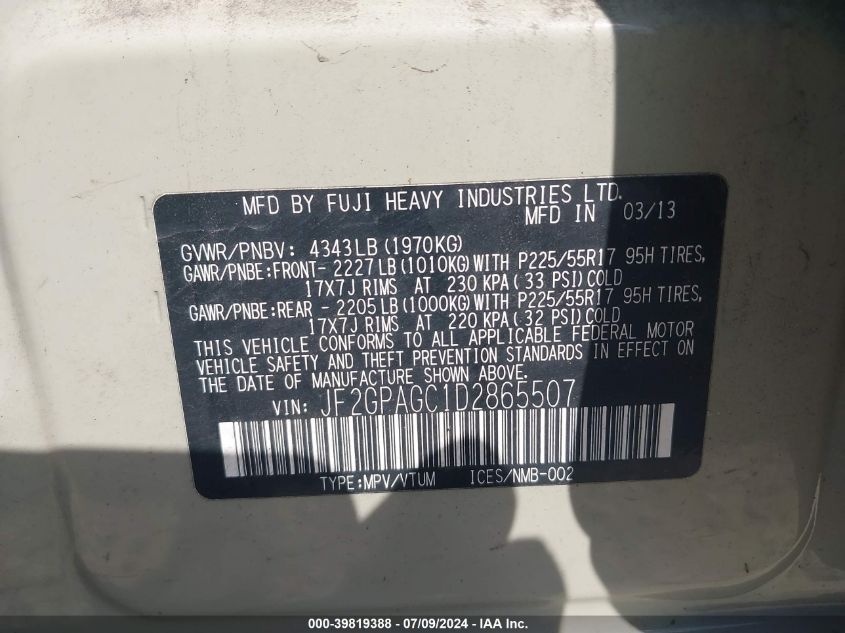 MFD BY FUJI HEAVY INDUSTRIES LTD.
MFD IN 03/13
GVWR/PNBV: 4343LB(1970KG)
GAWR/PNBE:FRONT- 2227LB(1010KG)WITH P225/55R17 95H TIRES,
17X7J RIMS AT 230 KPA(33 PSI)COLD
GAWR/PNBE:REAR - 2205LB(1000KG)WITH P225/55R17 95H TIRES,
17X7J RIMS AT 220 KPA(32 PSI)COLD
THIS VEHICLE CONFORMS TO ALL APPLICABLE FEDERAL MOTOR
VEHICLE SAFETY AND THEFT PREVENTION STANDARDS IN EFFECT ON
THE DATE OF MANUFACTURE SHOWN ABOVE.
VIN: JF2GPAGC1D2865507
TYPE:MPV/VTUM ICES/NMB-002
000-39819388 - 07/09/2024 - IAA Inc.